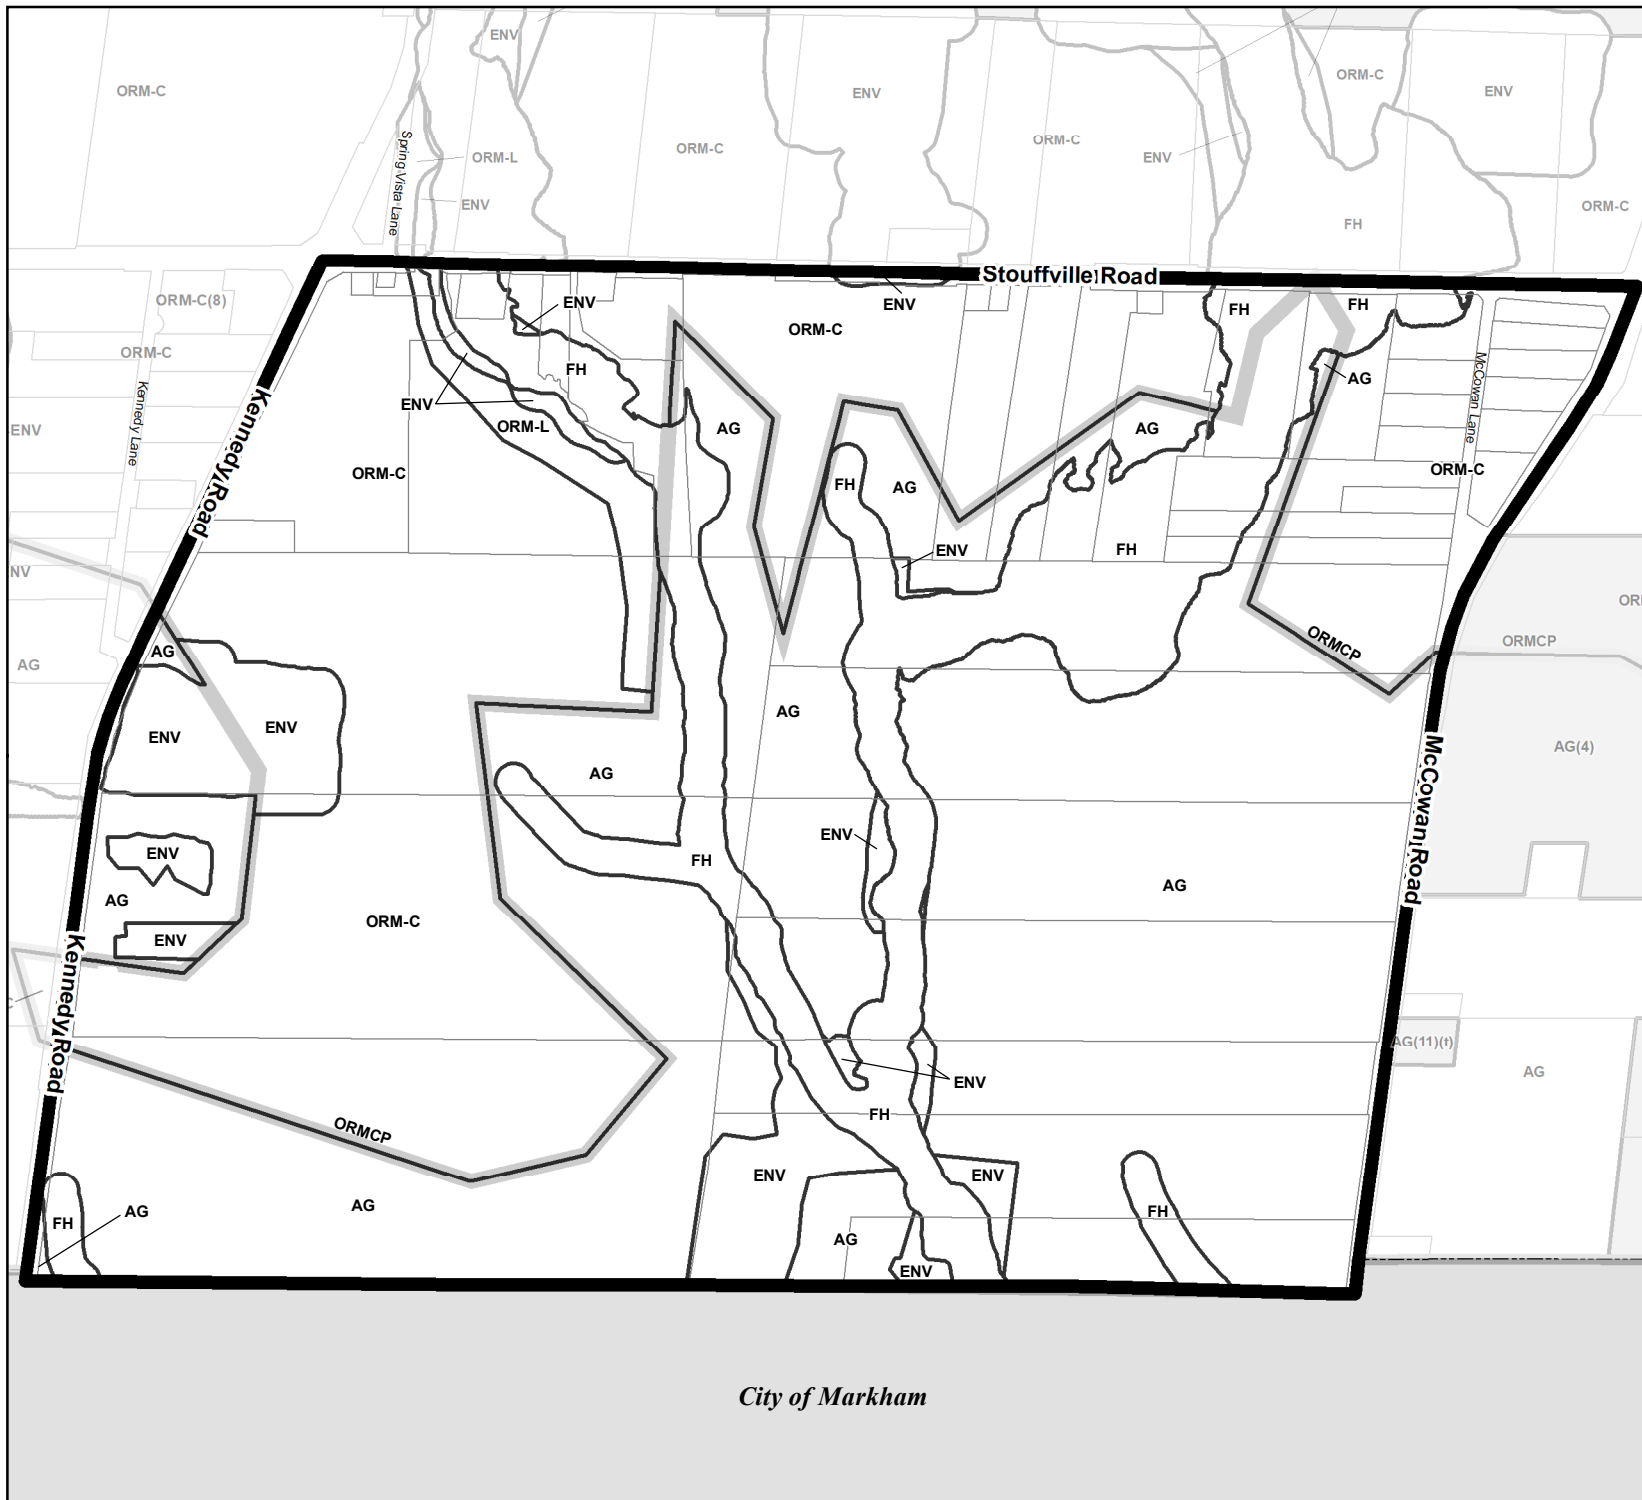 ENV
ORM-C
ENV
ORM-C
ENV
ORM-C
ORM-C
ENV
ORM-L
ENV
ORM-C
Spring Vista Lane
FH
Stouffville Road
ORM-C(8)
ENV
ENV
FH
FH
ORM-C
ORM-C
FH
AG
ENV
ORM-L
AG
AG
Kennedy Lane
Kennedy Road
McCowan Lane
ENV
ORM-C
ORM-C
FH
AG
ENV
FH
NV
ORMCP
ORMCP
AG
AG
AG
ENV
ENV
AG
AG(4)
McCowan Road
ENV
ENV
FH
AG
AG
ORM-C
ENV
Kennedy Road
AG(11)(t)
AG
ENV
FH
ORMCP
ENV
ENV
AG
AG
FH
FH
AG
ENV
City of Markham